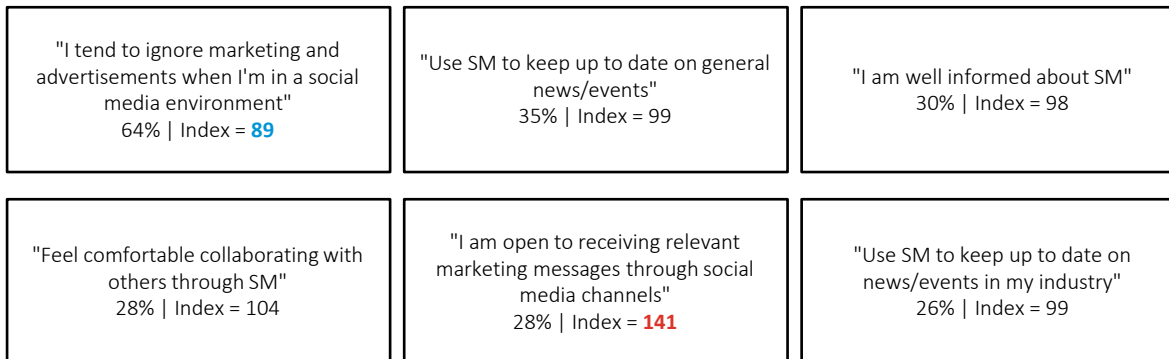 "I tend to ignore marketing and
advertisements when I'm in a social
media environment"
64% | Index = 89
"Use SM to keep up to date on general
news/events"
35% | Index = 99
"I am well informed about SM"
30% | Index = 98
"Feel comfortable collaborating with
others through SM"
28% | Index = 104
"I am open to receiving relevant
marketing messages through social
media channels"
28% | Index = 141
"Use SM to keep up to date on
news/events in my industry"
26% | Index = 99